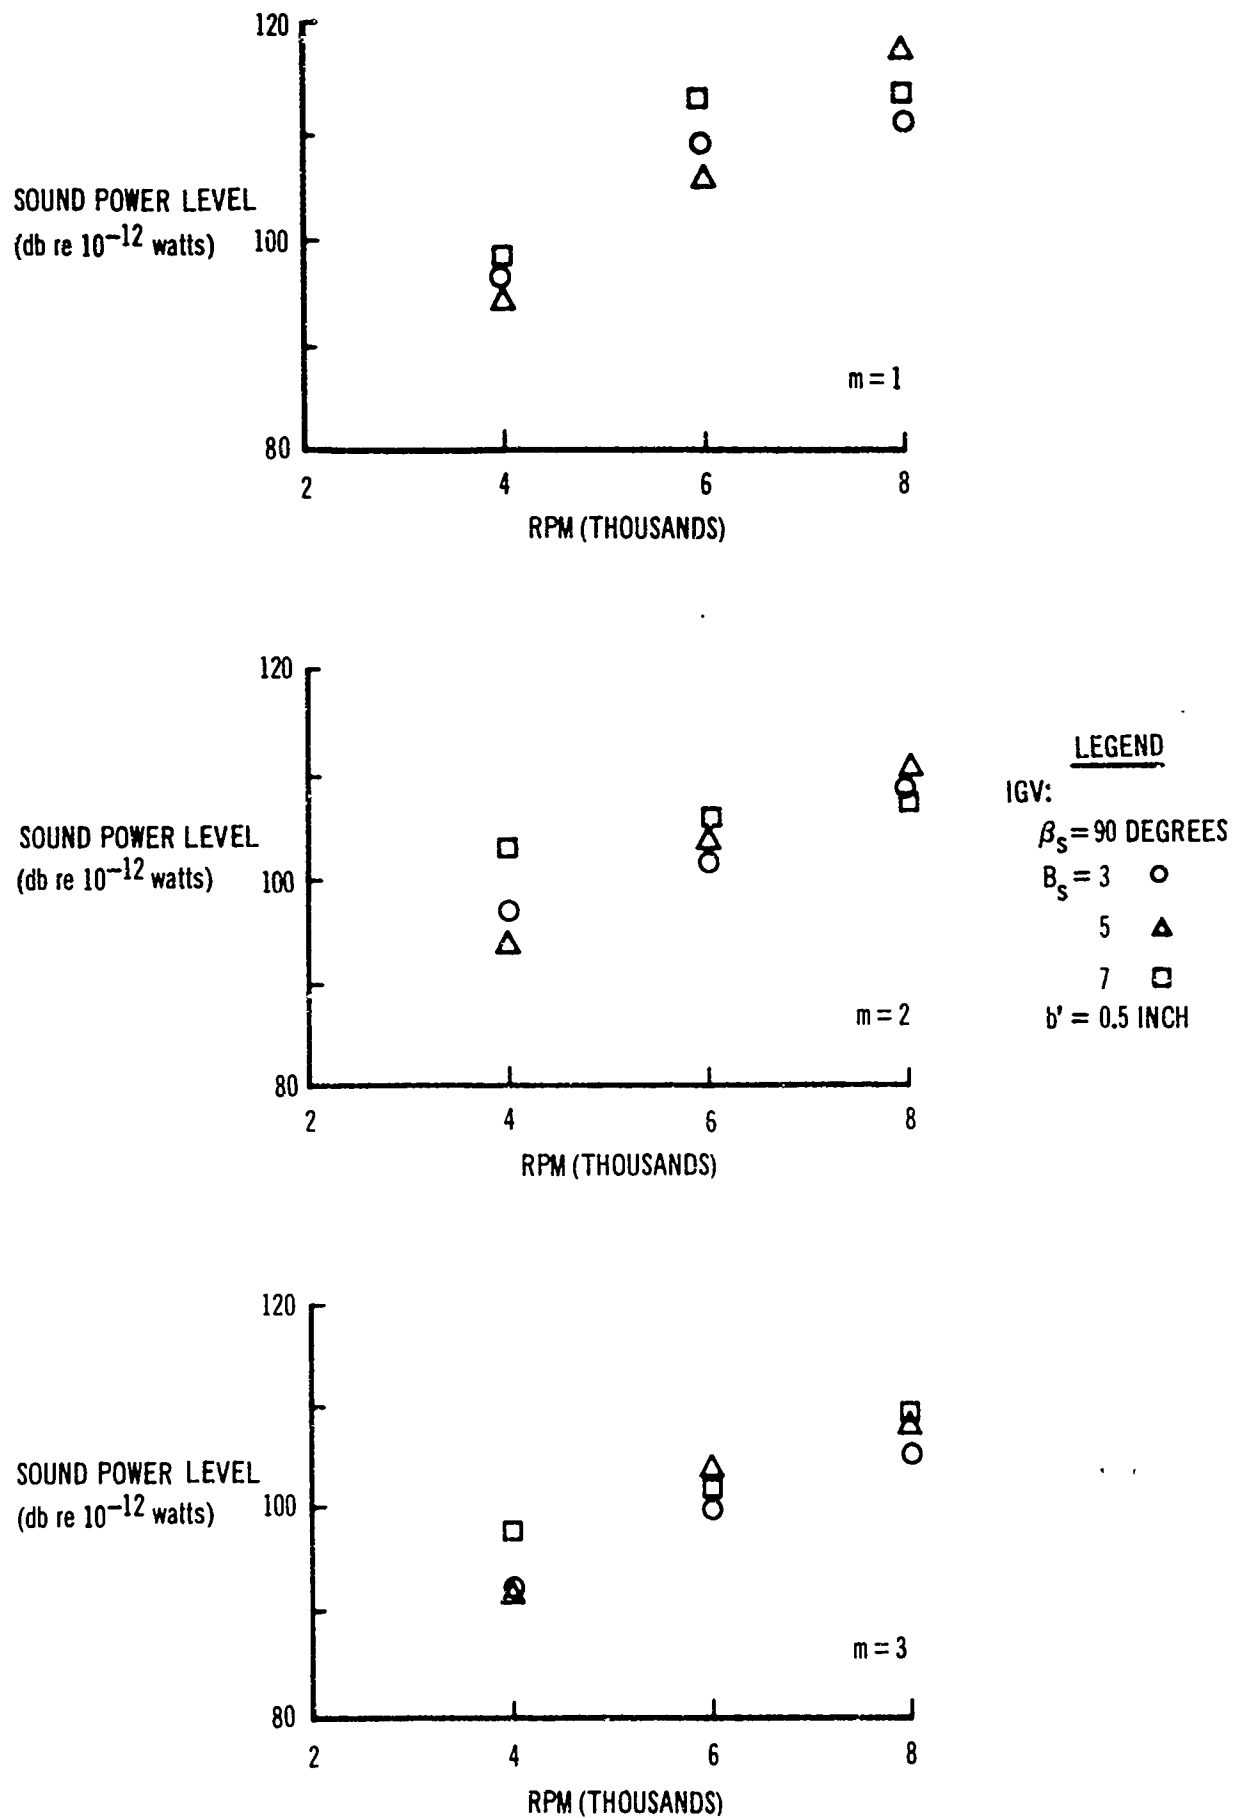 120
SOUND POWER LEVEL
(db re 10⁻¹² watts)
100
m = 1
80
2 4 6 8
RPM (THOUSANDS)
120
SOUND POWER LEVEL
(db re 10⁻¹² watts)
100
m = 2
80
2 4 6 8
RPM (THOUSANDS)
LEGEND
IGV:
βs = 90 DEGREES
Bs = 3
5
7
b' = 0.5 INCH
120
SOUND POWER LEVEL
(db re 10⁻¹² watts)
100
m = 3
80
2 4 6 8
RPM (THOUSANDS)